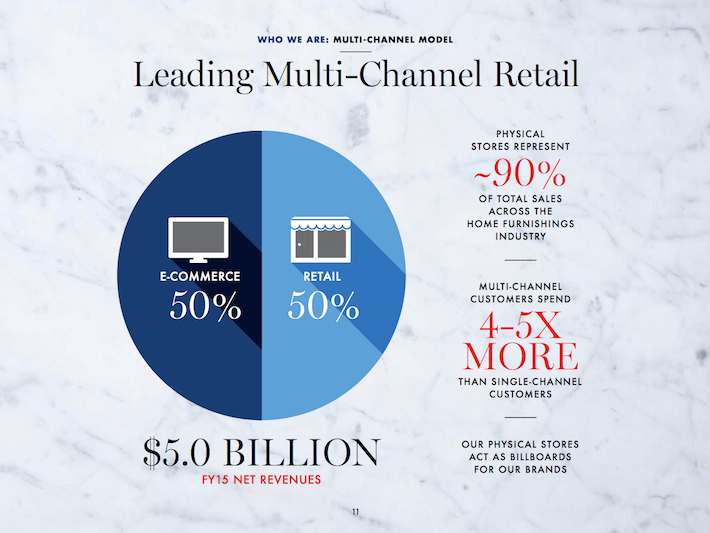 WHO WE ARE: MULTI-CHANNEL MODEL
Leading Multi-Channel Retail
E-COMMERCE
50%
RETAIL
50%
$5.0 BILLION
FY15 NET REVENUES
PHYSICAL
STORES REPRESENT
~90%
OF TOTAL SALES
ACROSS THE
HOME FURNISHINGS
INDUSTRY
MULTI-CHANNEL
CUSTOMERS SPEND
4-5X
MORE
THAN SINGLE-CHANNEL
CUSTOMERS
OUR PHYSICAL STORES
ACT AS BILLBOARDS
FOR OUR BRANDS
11